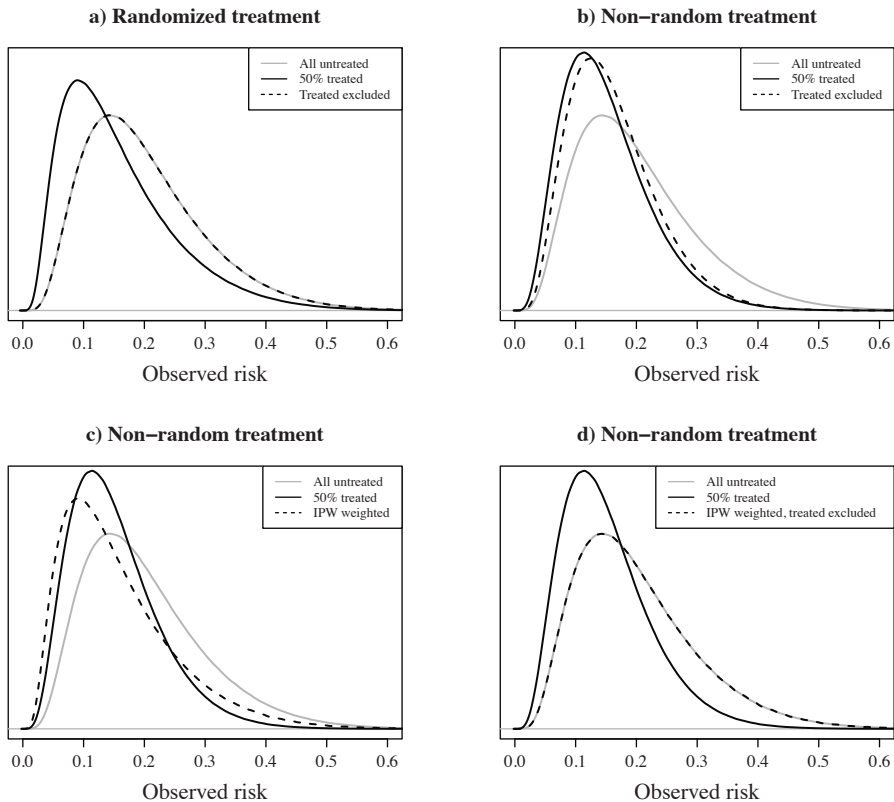 a) Randomized treatment
All untreated
50% treated
Treated excluded
0.0 0.1 0.2 0.3 0.4 0.5 0.6
Observed risk
b) Non−random treatment
All untreated
50% treated
Treated excluded
0.0 0.1 0.2 0.3 0.4 0.5 0.6
Observed risk
c) Non−random treatment
All untreated
50% treated
IPW weighted
0.0 0.1 0.2 0.3 0.4 0.5 0.6
Observed risk
d) Non−random treatment
All untreated
50% treated
IPW weighted, treated excluded
0.0 0.1 0.2 0.3 0.4 0.5 0.6
Observed risk